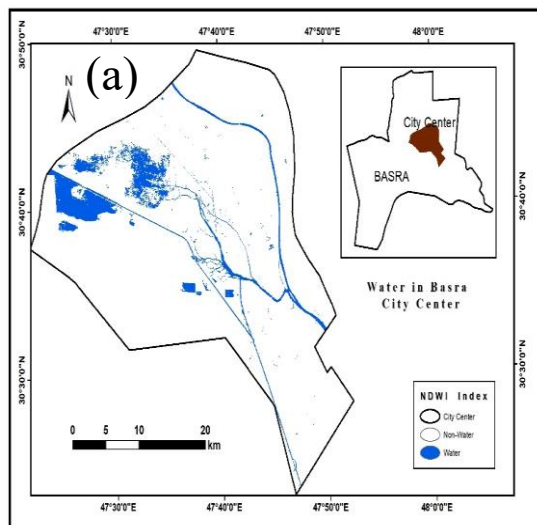 47°30'0"E 47°40'0"E 47°50'0"E 48°0'0"E
30°50'0"N
(a)
N
City Center
BASRA
30°40'0"N
30°40'0"N
Water in Basra
City Center
30°30'0"N
30°30'0"N
NDWI Index
City Center
Non-Water
Water
0 5 10 20
km
47°30'0"E 47°40'0"E 47°50'0"E 48°0'0"E